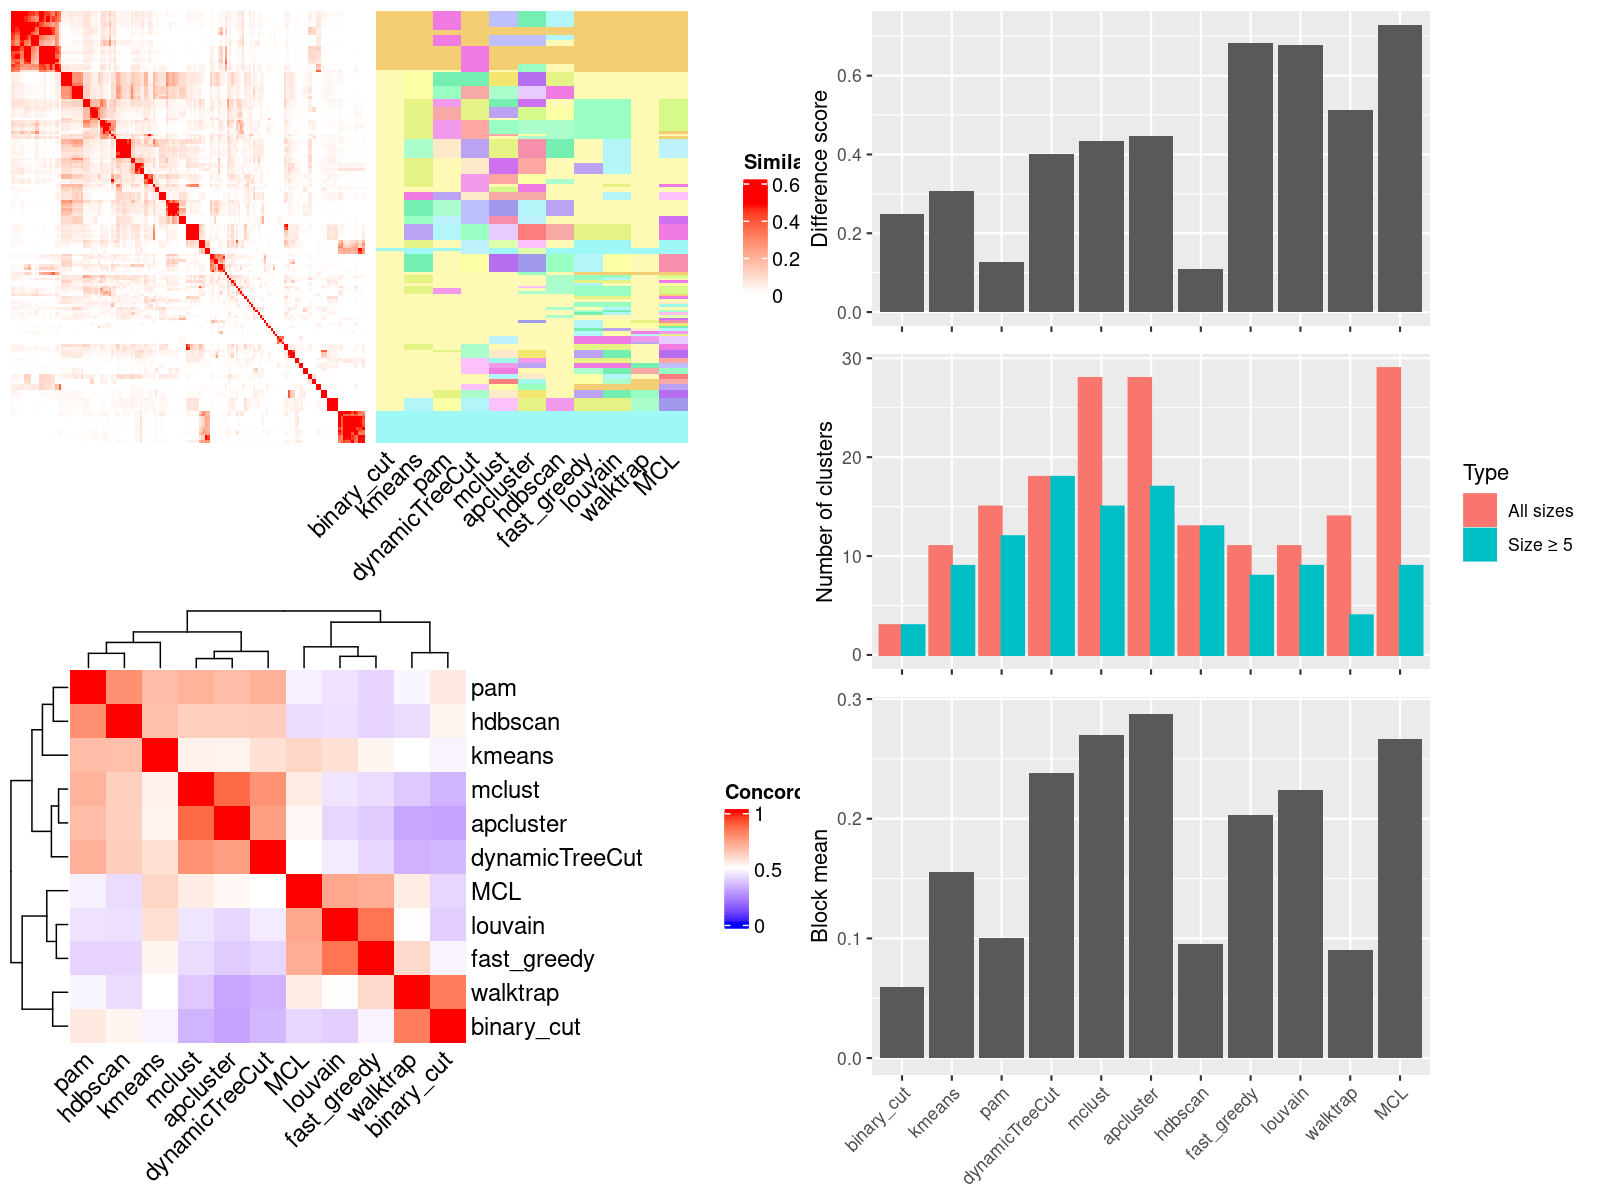 Simila
0.6
0.4
0.2
0
binary_cut
kmeans
pam
dynamicTreeCut
mclust
apcluster
hdbscan
fast_greedy
louvain
walktrap
MCL
pam
hdbscan
kmeans
mclust
apcluster
dynamicTreeCut
MCL
louvain
fast_greedy
walktrap
binary_cut
Concord
1
0.5
0
pam
hdbscan
kmeans
mclust
apcluster
dynamicTreeCut
MCL
louvain
fast_greedy
walktrap
binary_cut
Difference score
0.6
0.4
0.2
0.0
Number of clusters
30
20
10
0
Type
All sizes
Size ≥ 5
Block mean
0.3
0.2
0.1
0.0
binary_cut
kmeans
pam
dynamicTreeCut
mclust
apcluster
hdbscan
fast_greedy
louvain
walktrap
MCL